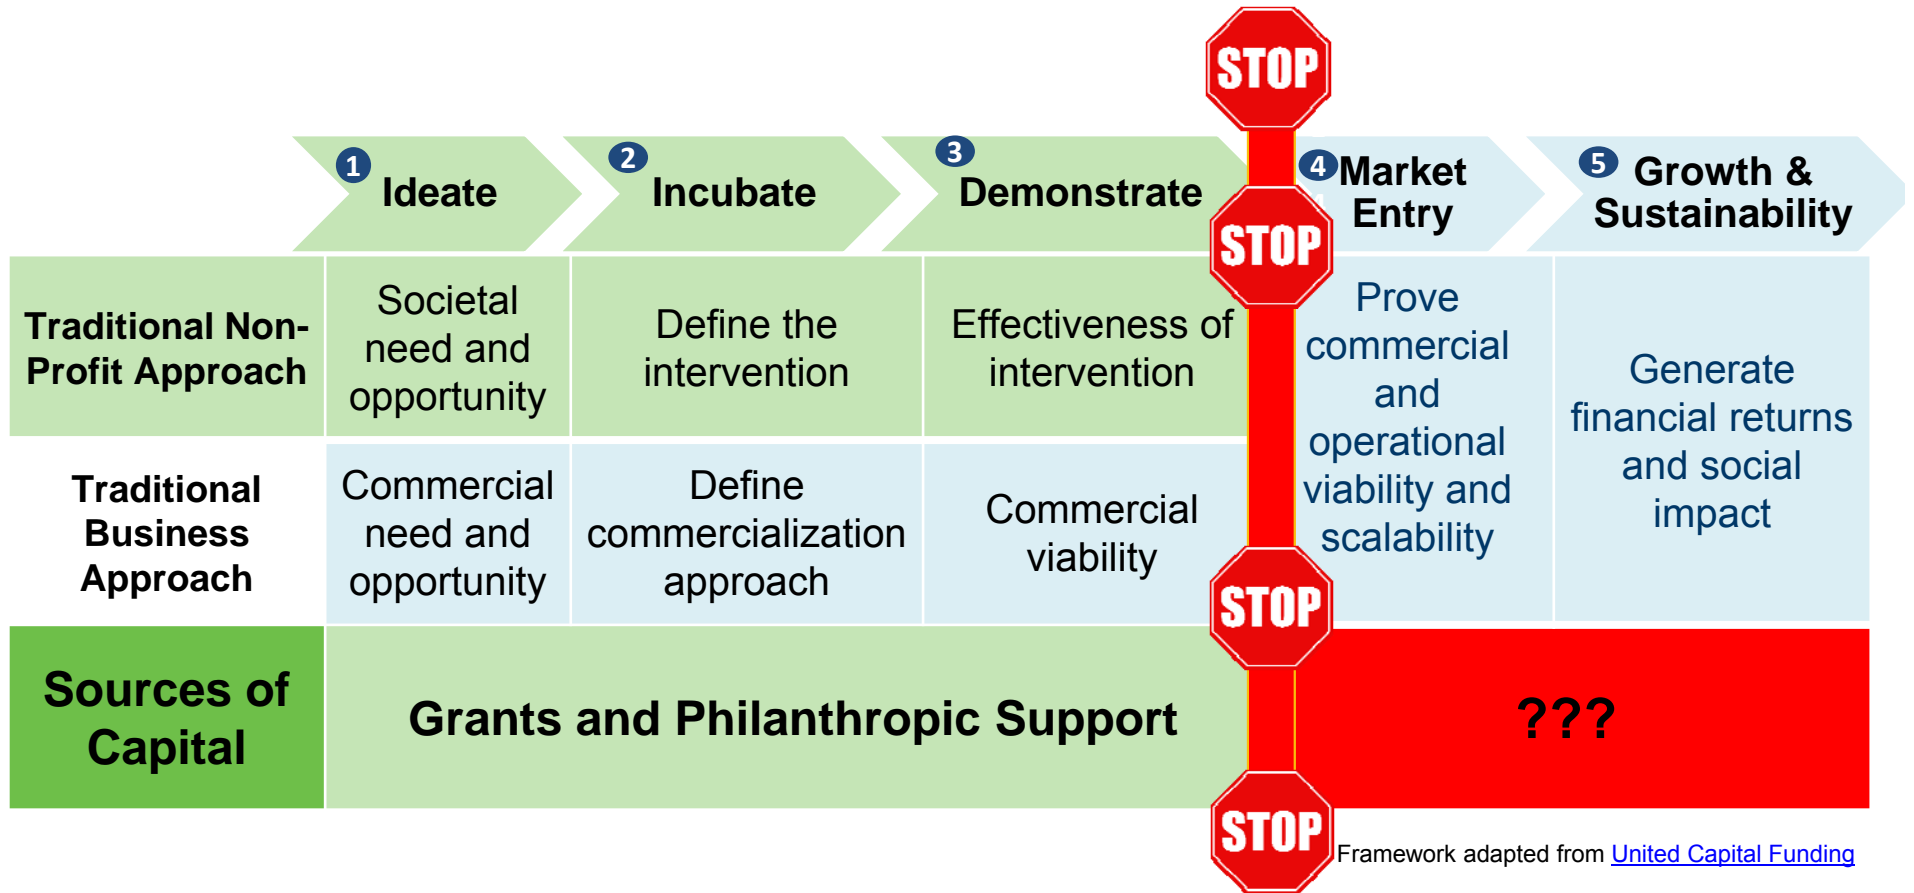 STOP
1
Ideate
2
Incubate
3
Demonstrate
4
Market
Entry
5
Growth &
Sustainability
STOP
Traditional Non-
Profit Approach
Societal
need and
opportunity
Define the
intervention
Effectiveness of
intervention
Prove
commercial
and
operational
viability and
scalability
Generate
financial returns
and social
impact
Traditional
Business
Approach
Commercial
need and
opportunity
Define
commercialization
approach
Commercial
viability
STOP
Sources of
Capital
Grants and Philanthropic Support
???
STOP
Framework adapted from United Capital Funding